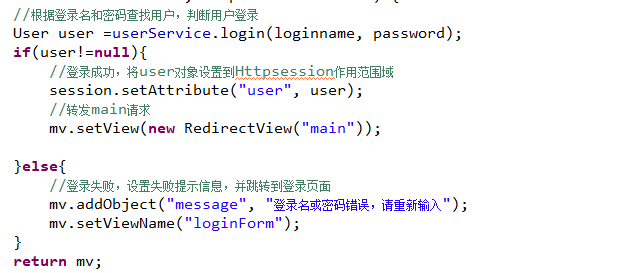 //根据登录名和密码查找用户，判断用户登录
User user =userService.login(loginname, password);
if(user!=null){
//登录成功，将user对象设置到Httpsession作用范围域
session.setAttribute("user", user);
//转发main请求
mv.setView(new RedirectView("main"));
}else{
//登录失败，设置失败提示信息，并跳转到登录页面
mv.addObject("message", "登录名或密码错误，请重新输入");
mv.setViewName("loginForm");
}
return mv;